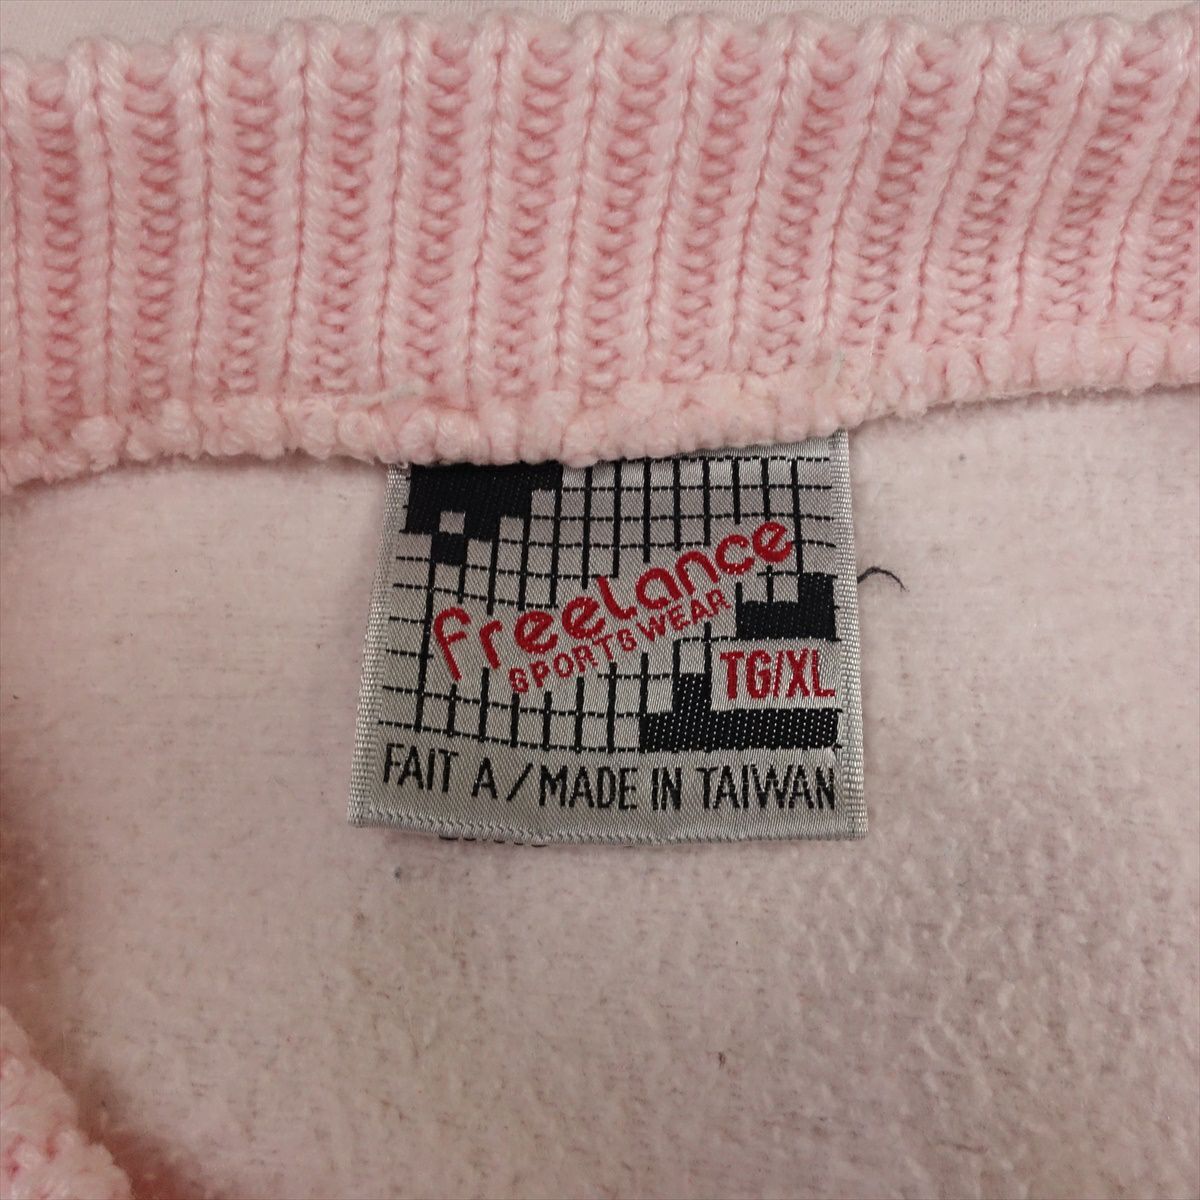 Freelance
SPORTSWEAR
TG/XL
FAIT A/MADE IN TAIWAN